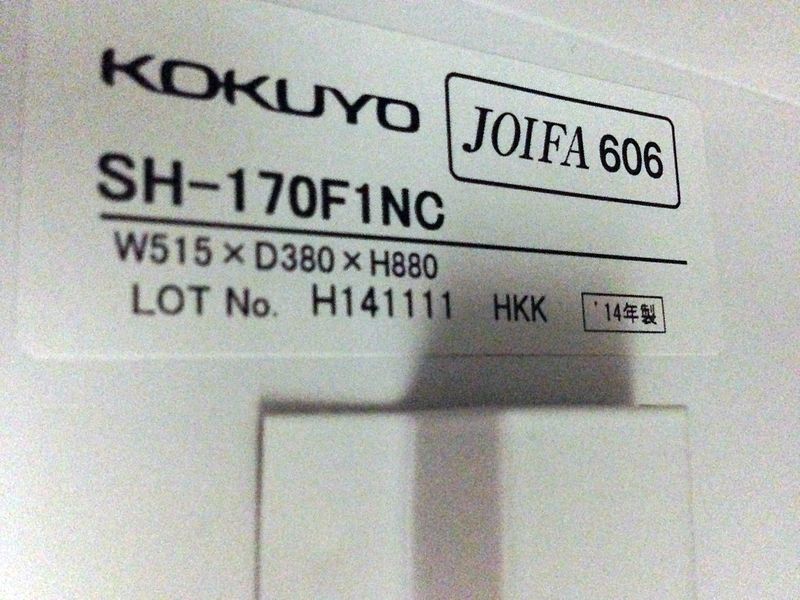 KOKUYO
JOIFA 606
SH-170F1NC
W515×D380×H880
LOT No. H141111 HKK '14年製